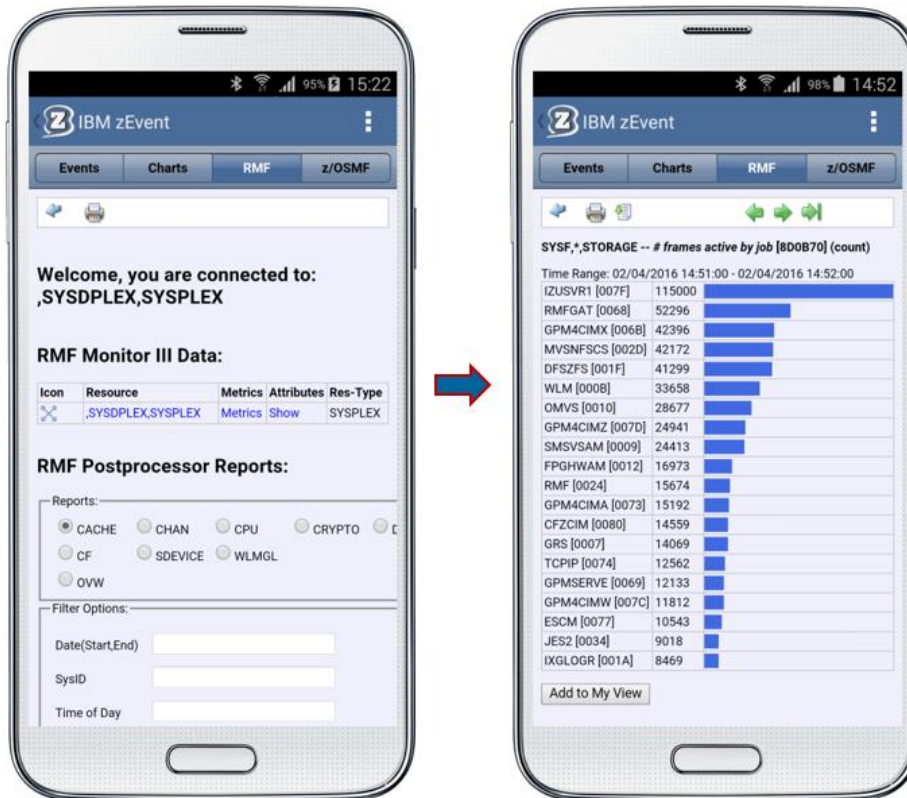 95% 15:22
IBM zEvent
Events Charts RMF z/OSMF
Welcome, you are connected to:
,SYSDPLEX,SYSPLEX
RMF Monitor III Data:
Icon Resource Metrics Attributes Res-Type
,SYSDPLEX,SYSPLEX Metrics Show SYSPLEX
RMF Postprocessor Reports:
Reports:
CACHE CHAN CPU CRYPTO
CF SDEVICE WLMGL
OVW
Filter Options:
Date(Start,End)
SysID
Time of Day
98% 14:52
IBM zEvent
Events Charts RMF z/OSMF
SYSF,*,STORAGE -- # frames active by job [8D0B70] (count)
Time Range: 02/04/2016 14:51:00 - 02/04/2016 14:52:00
IZUSVR1 [007F] 115000
RMFGAT [0068] 52296
GPM4CIMX [006B] 42396
MVSNFSCS [002D] 42172
DFSZFS [001F] 41299
WLM [000B] 33658
OMVS [0010] 28677
GPM4CIMZ [007D] 24941
SMSVSAM [0009] 24413
FPGHWAM [0012] 16973
RMF [0024] 15674
GPM4CIMA [0073] 15192
CFZCIM [0080] 14559
GRS [0007] 14069
TCPIP [0074] 12562
GPMSERVE [0069] 12133
GPM4CIMW [007C] 11812
ESCM [0077] 10543
JES2 [0034] 9018
IXGLOGR [001A] 8469
Add to My View